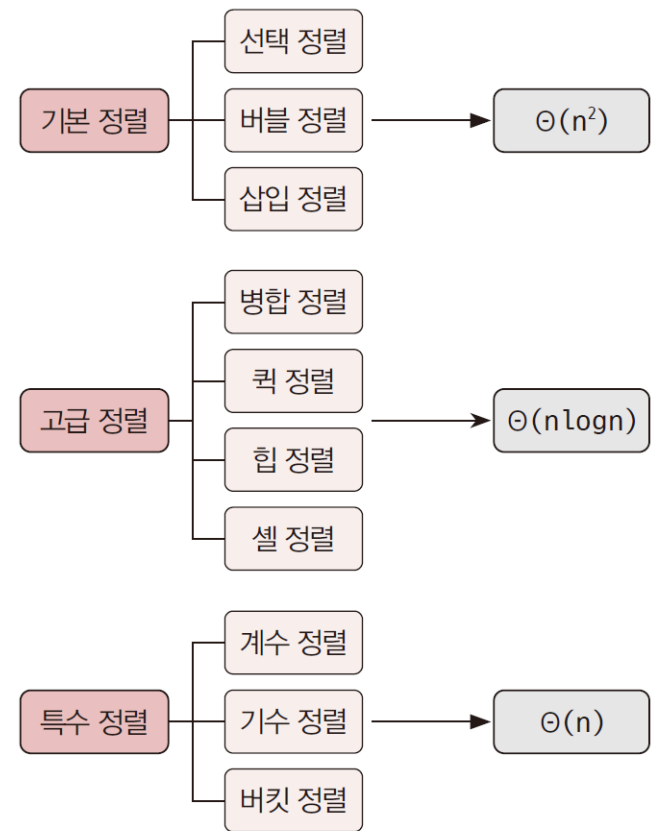 선택 정렬
기본 정렬
버블 정렬
Θ(n²)
삽입 정렬
병합 정렬
퀵 정렬
고급 정렬
Θ(nlogn)
힙 정렬
셸 정렬
계수 정렬
특수 정렬
기수 정렬
Θ(n)
버킷 정렬